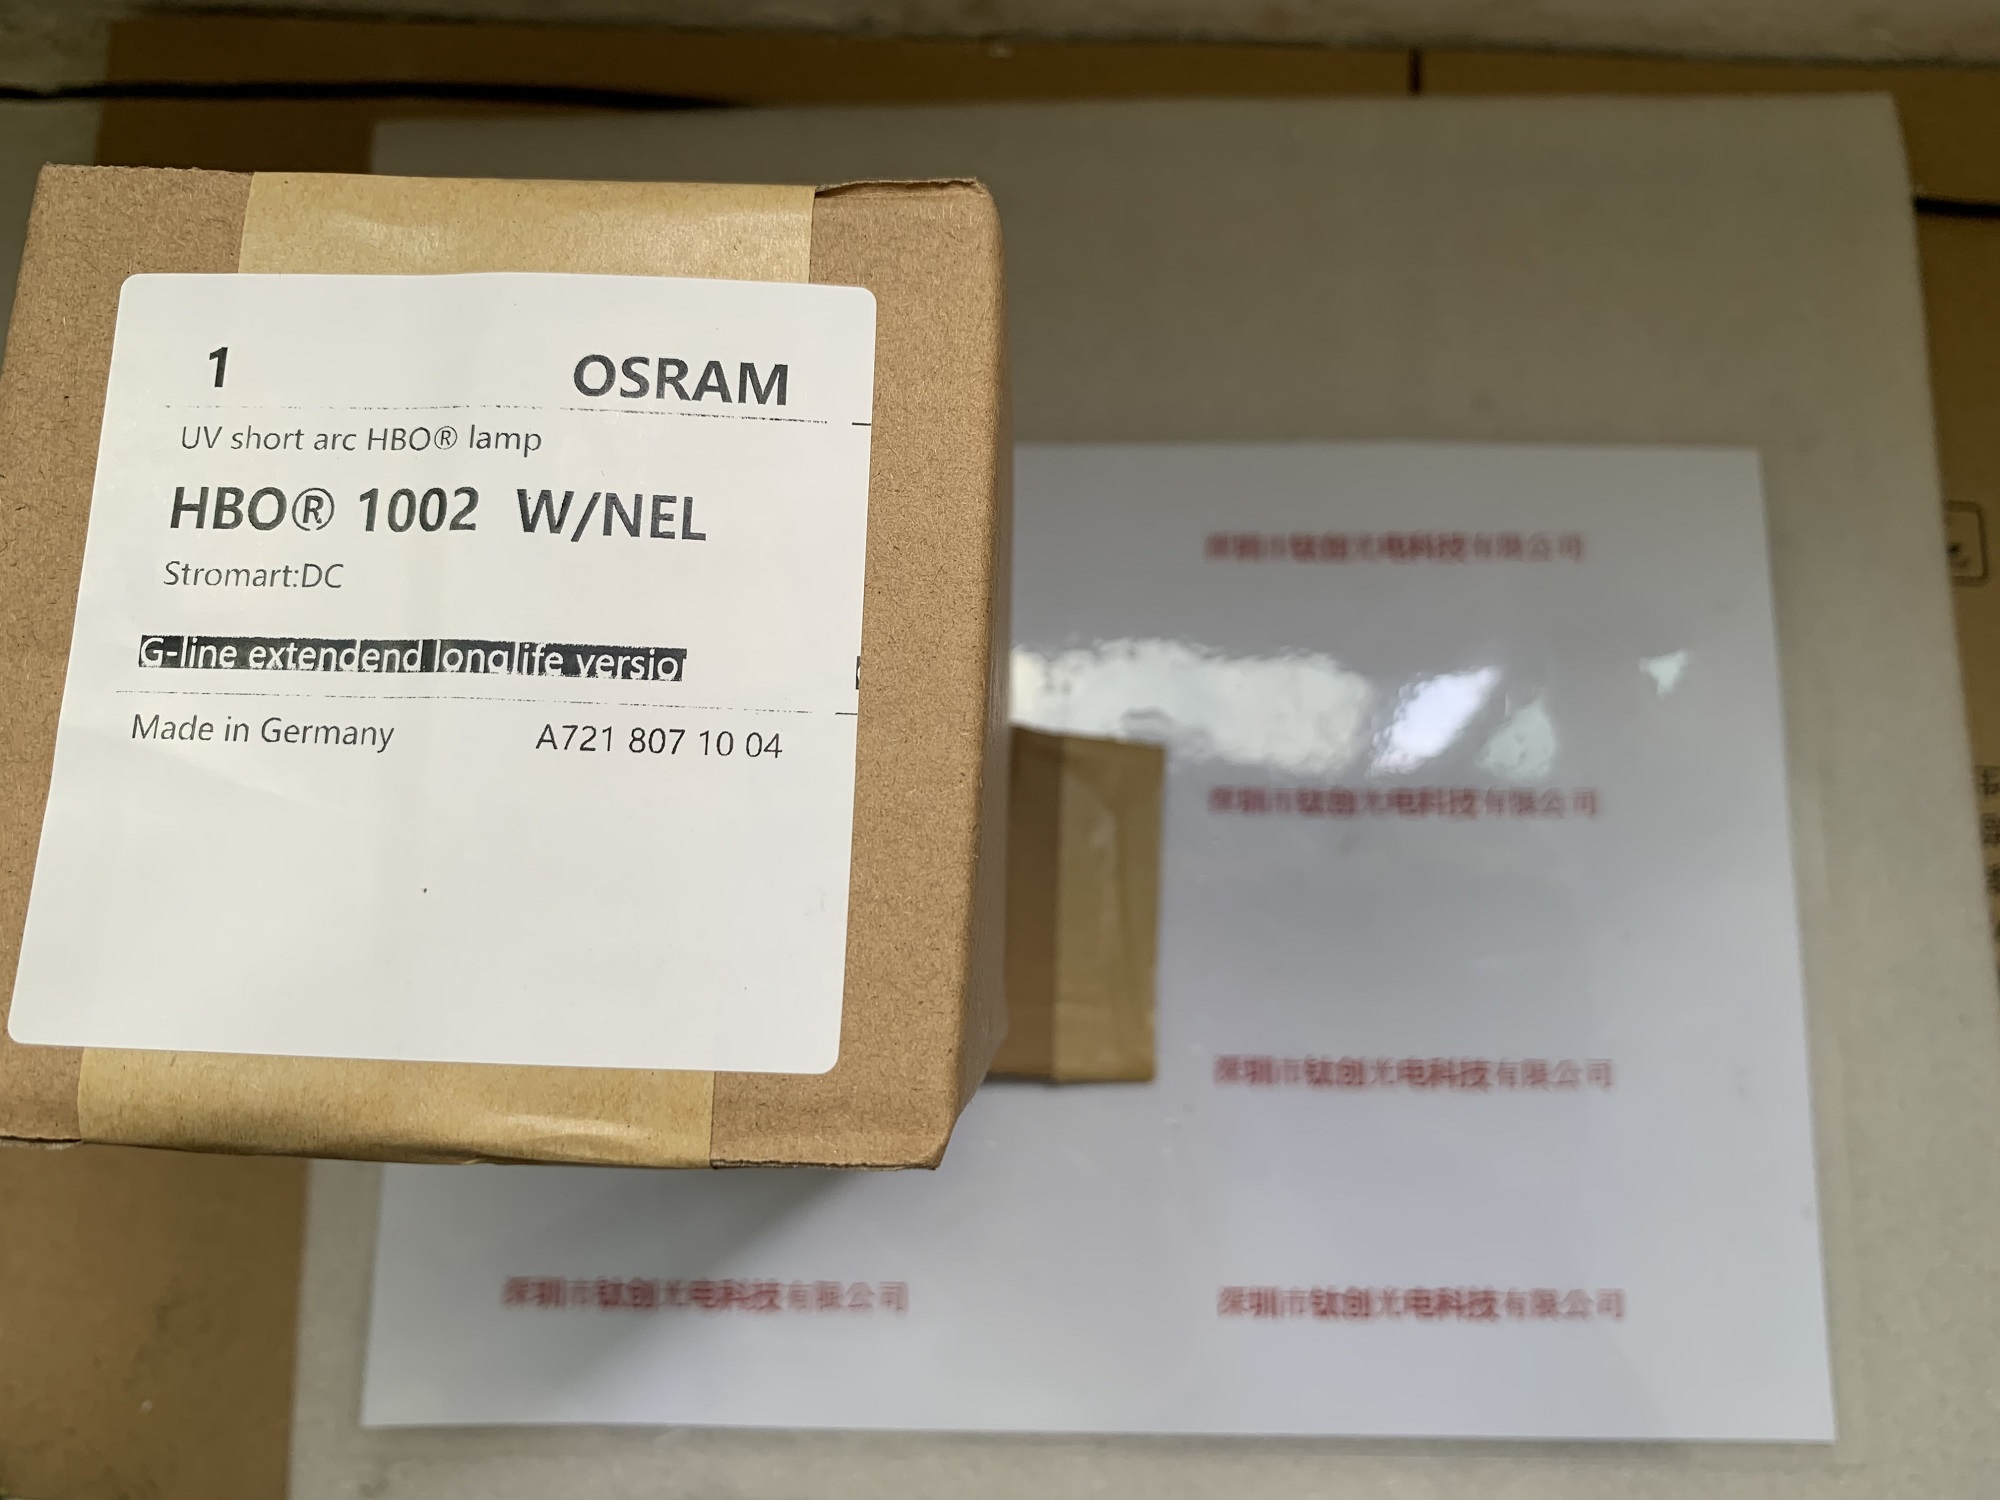 1 OSRAM
UV short arc HBO® lamp
HBO® 1002 W/NEL
Stromart:DC
G-line extendend longlife versio
Made in Germany A721 807 10 04
深圳市钛创光电科技有限公司
深圳市钛创光电科技有限公司
深圳市钛创光电科技有限公司
深圳市钛创光电科技有限公司 深圳市钛创光电科技有限公司